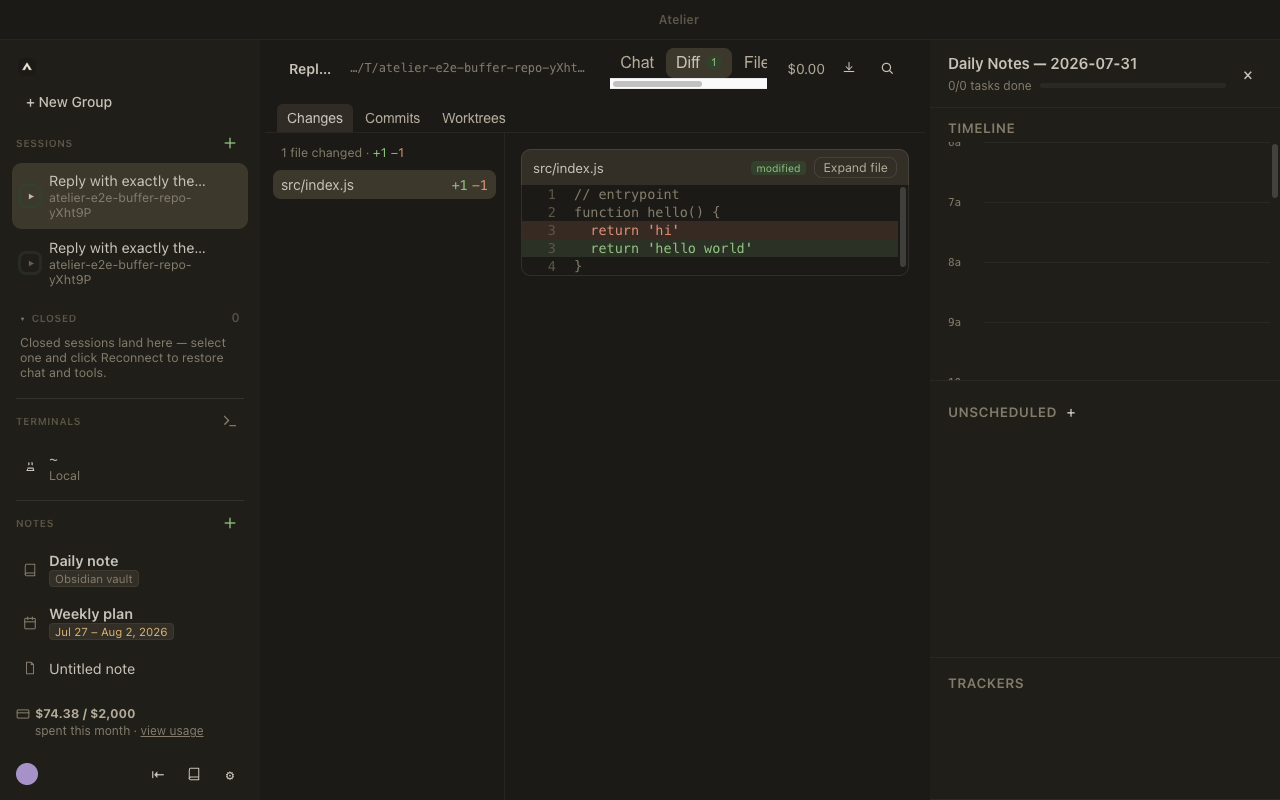 Atelier
+ New Group
SESSIONS
Reply with exactly the...
atelier-e2e-buffer-repo-
yXht9P
Reply with exactly the...
atelier-e2e-buffer-repo-
yXht9P
CLOSED 0
Closed sessions land here — select
one and click Reconnect to restore
chat and tools.
TERMINALS
~
Local
NOTES
Daily note
Obsidian vault
Weekly plan
Jul 27 – Aug 2, 2026
Untitled note
$74.38 / $2,000
spent this month · view usage
Repl... …/T/atelier-e2e-buffer-repo-yXht… Chat Diff 1 File $0.00
Changes Commits Worktrees
1 file changed · +1 −1
src/index.js +1 −1
src/index.js modified Expand file
1 // entrypoint
2 function hello() {
3 return 'hi'
3 return 'hello world'
4 }
Daily Notes — 2026-07-31 ×
0/0 tasks done
TIMELINE
6a
7a
8a
9a
UNSCHEDULED +
TRACKERS